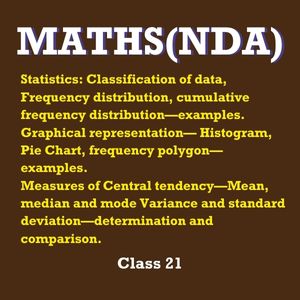 MATHS(NDA)
Statistics: Classification of data,
Frequency distribution, cumulative
frequency distribution—examples.
Graphical representation— Histogram,
Pie Chart, frequency polygon—
examples.
Measures of Central tendency—Mean,
median and mode Variance and standard
deviation—determination and
comparison.
Class 21